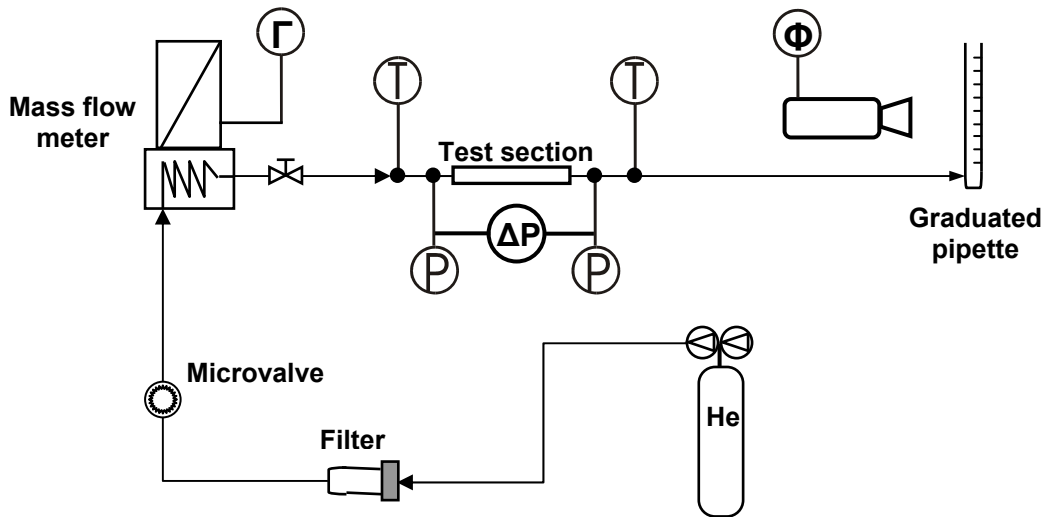 Γ
Φ
T
T
Mass flow
meter
Test section
ΔP
Graduated
pipette
P
P
Microvalve
He
Filter